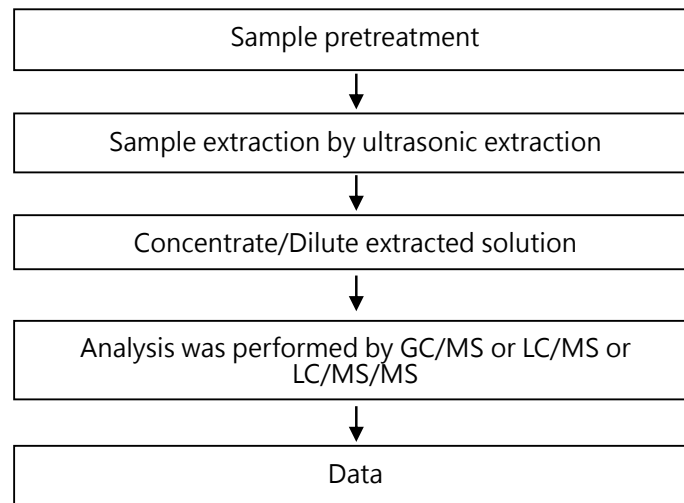 Sample pretreatment
Sample extraction by ultrasonic extraction
Concentrate/Dilute extracted solution
Analysis was performed by GC/MS or LC/MS or
LC/MS/MS
Data